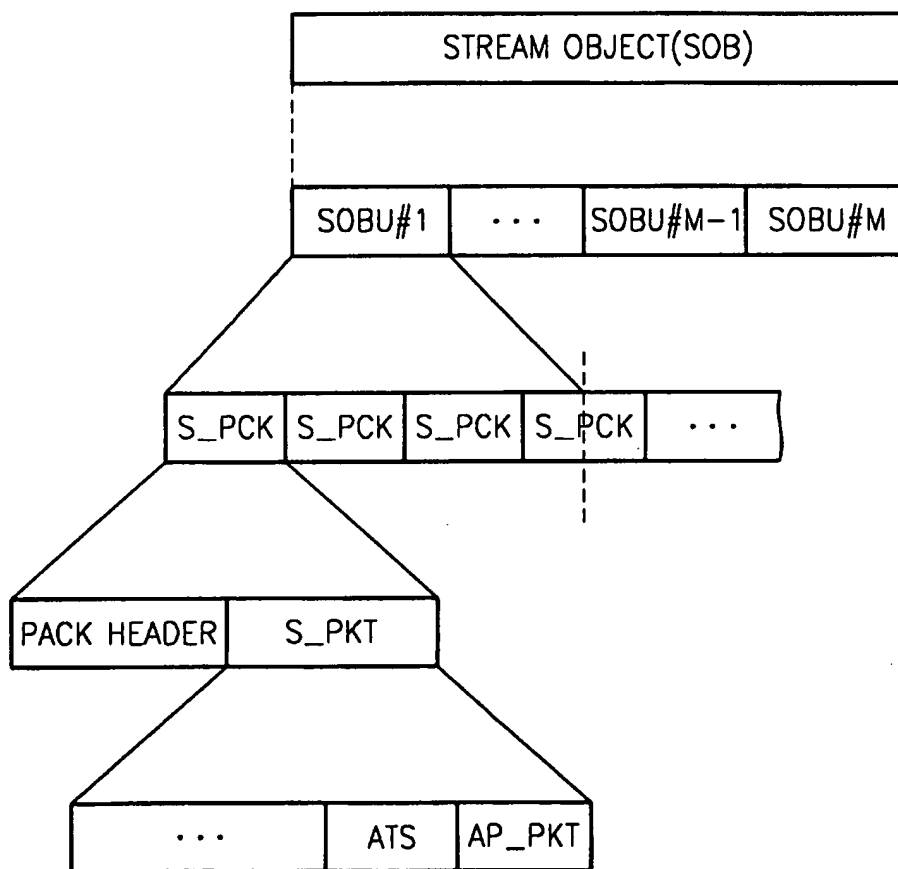 STREAM OBJECT(SOB)
SOBU#1 ··· SOBU#M-1 SOBU#M
S_PCK S_PCK S_PCK S_PCK ···
PACK HEADER S_PKT
··· ATS AP_PKT